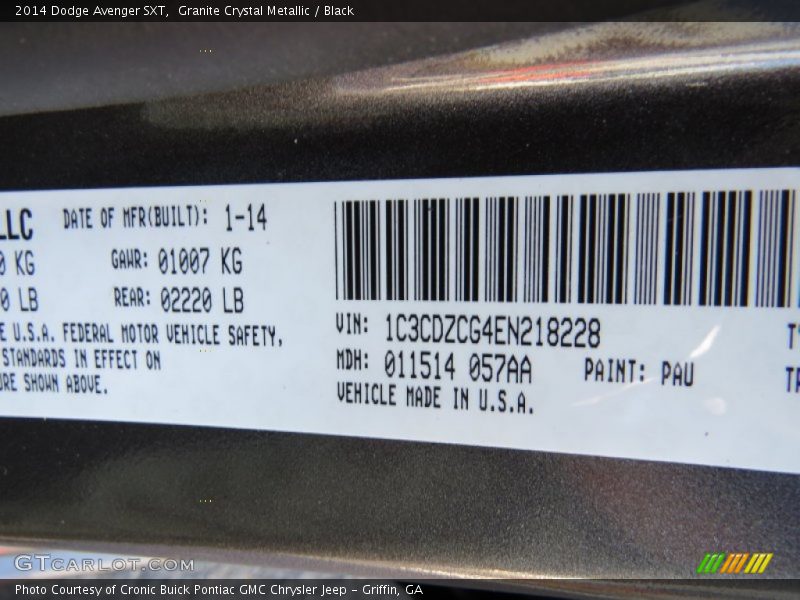 2014 Dodge Avenger SXT,  Granite Crystal Metallic / Black
LLC DATE OF MFR(BUILT): 1-14
0 KG GAWR: 01007 KG
0 LB REAR: 02220 LB
E U.S.A. FEDERAL MOTOR VEHICLE SAFETY,
STANDARDS IN EFFECT ON
URE SHOWN ABOVE.
VIN: 1C3CDZCG4EN218228
MDH: 011514 057AA PAINT: PAU
VEHICLE MADE IN U.S.A.
GTCARLOT.COM
Photo Courtesy of Cronic Buick Pontiac GMC Chrysler Jeep – Griffin, GA